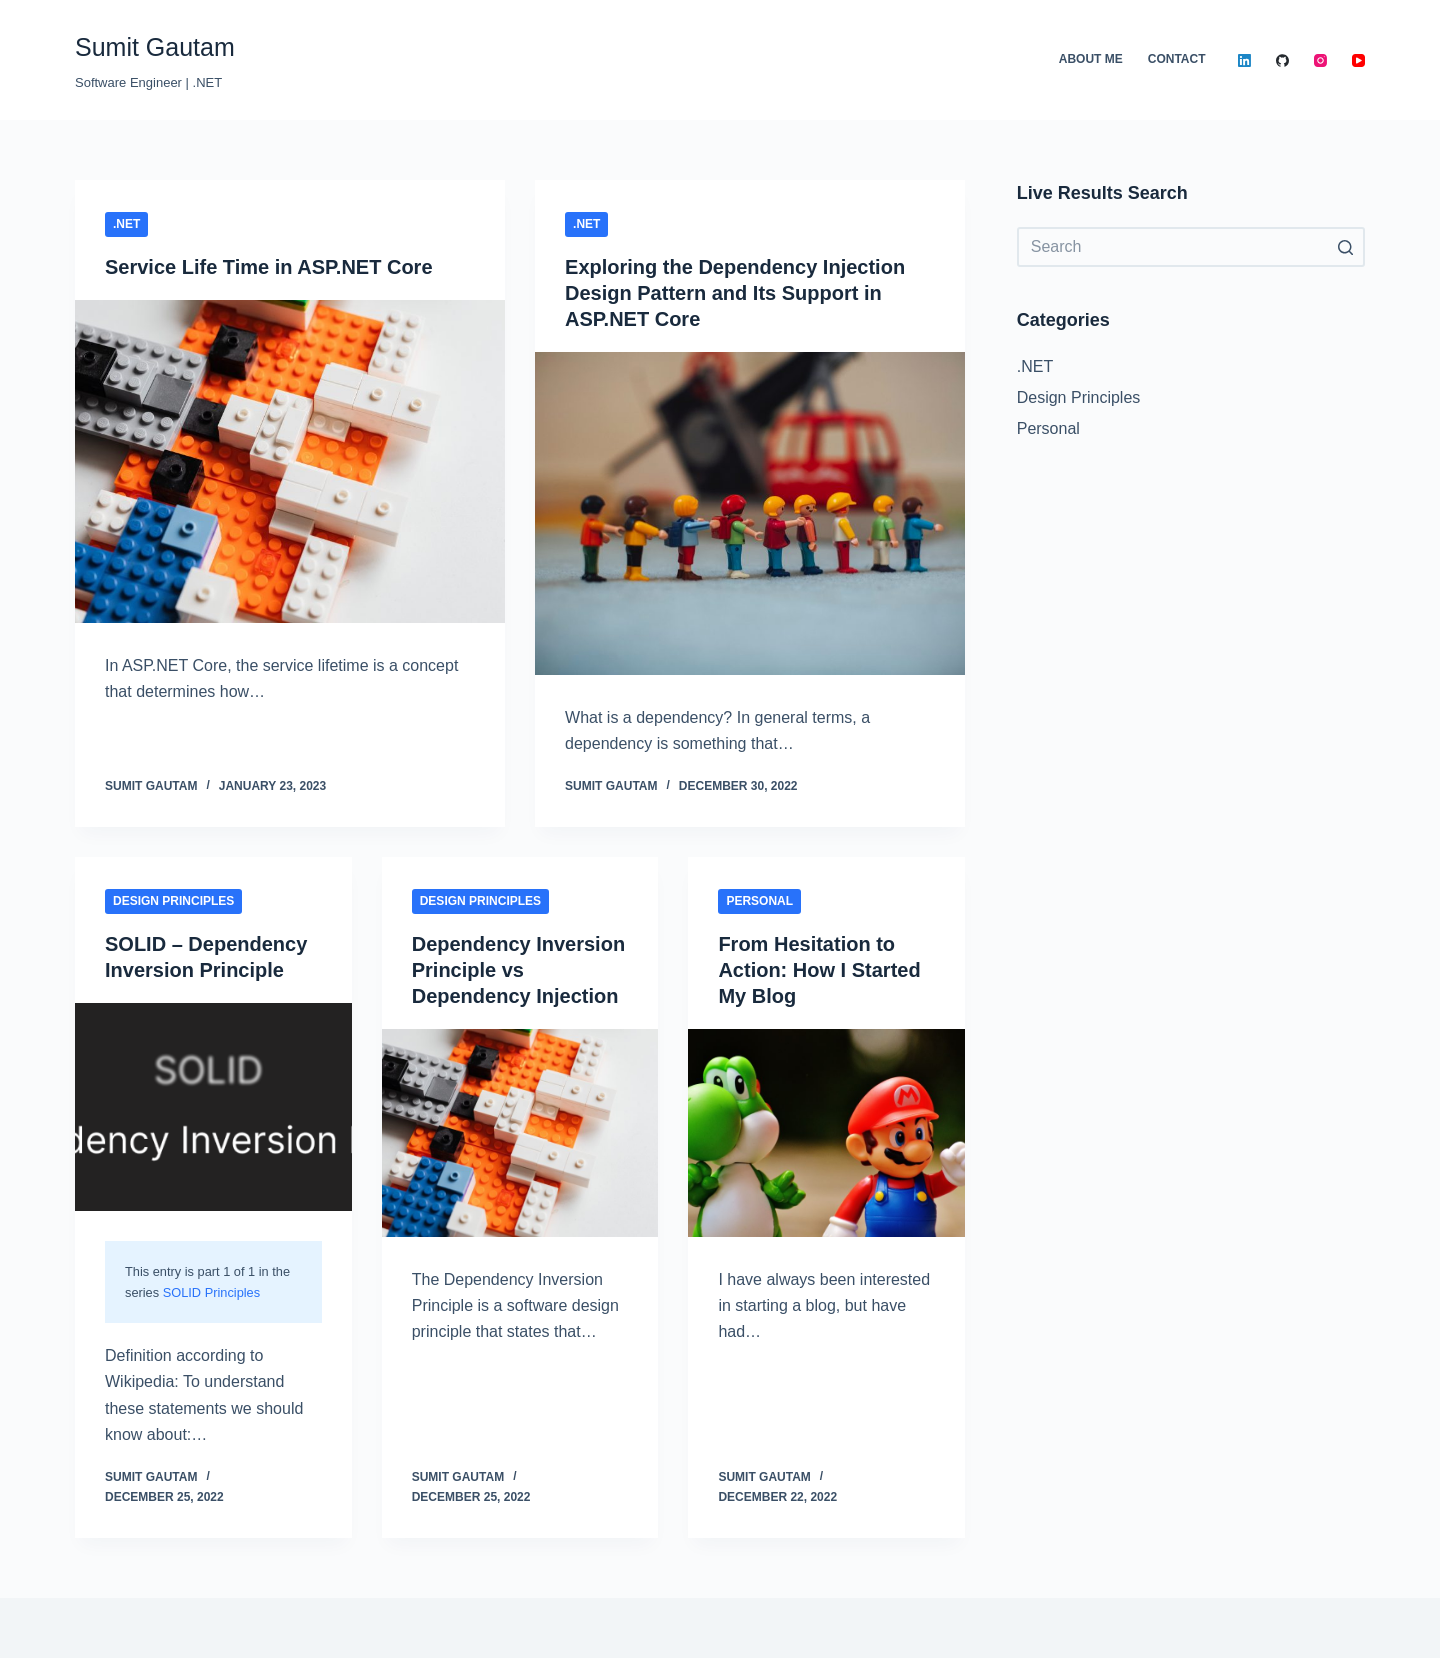 Sumit Gautam
Software Engineer | .NET
ABOUT ME
CONTACT
.NET
Service Life Time in ASP.NET Core
In ASP.NET Core, the service lifetime is a concept
that determines how…
SUMIT GAUTAM / JANUARY 23, 2023
.NET
Exploring the Dependency Injection
Design Pattern and Its Support in
ASP.NET Core
What is a dependency? In general terms, a
dependency is something that…
SUMIT GAUTAM / DECEMBER 30, 2022
DESIGN PRINCIPLES
SOLID – Dependency
Inversion Principle
SOLID
dency Inversion
This entry is part 1 of 1 in the
series SOLID Principles
Definition according to
Wikipedia: To understand
these statements we should
know about:…
SUMIT GAUTAM /
DECEMBER 25, 2022
DESIGN PRINCIPLES
Dependency Inversion
Principle vs
Dependency Injection
The Dependency Inversion
Principle is a software design
principle that states that…
SUMIT GAUTAM /
DECEMBER 25, 2022
PERSONAL
From Hesitation to
Action: How I Started
My Blog
M
I have always been interested
in starting a blog, but have
had…
SUMIT GAUTAM /
DECEMBER 22, 2022
Live Results Search
Search
Categories
.NET
Design Principles
Personal